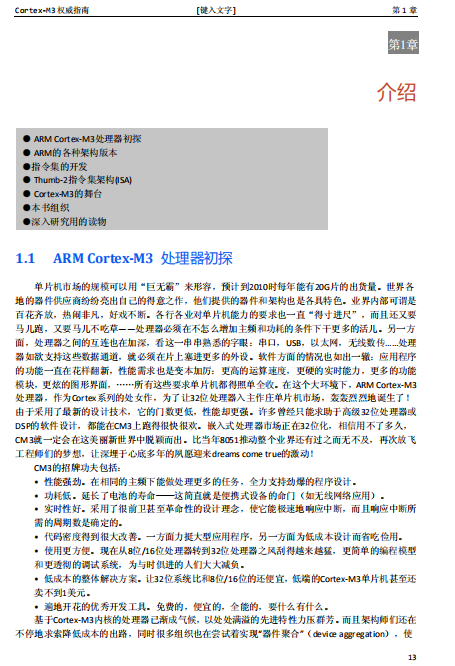 Cortex-M3 权威指南 [键入文字] 第 1 章
第1章
介绍
● ARM Cortex-M3处理器初探
● ARM的各种架构版本
●指令集的开发
● Thumb-2指令集架构(ISA)
● Cortex-M3的舞台
●本书组织
●深入研究用的读物
1.1 ARM Cortex-M3 处理器初探
单片机市场的规模可以用“巨无霸”来形容，预计到2010时每年能有20G片的出货量。世界各
地的器件供应商纷纷亮出自己的得意之作，他们提供的器件和架构也是各具特色。业界内部可谓是
百花齐放，热闹非凡，好戏不断。各行各业对单片机能力的要求也一直“得寸进尺”，而且还又要
马儿跑，又要马儿不吃草——处理器必须在不怎么增加主频和功耗的条件下干更多的活儿。另一方
面，处理器之间的互连也在加深，看这一串串熟悉的字眼：串口，USB，以太网，无线数传……处理
器如欲支持这些数据通道，就必须在片上塞进更多的外设。软件方面的情况也如出一辙：应用程序
的功能一直在花样翻新，性能需求也是变本加厉：更高的运算速度，更硬的实时能力，更多的功能
模块，更炫的图形界面，……所有这些要求单片机都得照单全收。在这个大环境下，ARM Cortex-M3
处理器，作为Cortex系列的处女作，为了让32位处理器入主作庄单片机市场，轰轰烈烈地诞生了！
由于采用了最新的设计技术，它的门数更低，性能却更强。许多曾经只能求助于高级32位处理器或
DSP的软件设计，都能在CM3上跑得很快很欢。嵌入式处理器市场正在32位化，相信用不了多久，
CM3就一定会在这美丽新世界中脱颖而出。比当年8051推动整个业界还有过之而无不及，再次放飞
工程师们的梦想，让深埋于心底多年的夙愿迎来dreams come true的激动！
CM3的招牌功夫包括：
• 性能强劲。在相同的主频下能做处理更多的任务，全力支持劲爆的程序设计。
• 功耗低。延长了电池的寿命——这简直就是便携式设备的命门（如无线网络应用）。
• 实时性好。采用了很前卫甚至革命性的设计理念，使它能极速地响应中断，而且响应中断所
需的周期数是确定的。
• 代码密度得到很大改善。一方面力挺大型应用程序，另一方面为低成本设计而省吃俭用。
• 使用更方便。现在从8位/16位处理器转到32位处理器之风刮得越来越猛，更简单的编程模型
和更透彻的调试系统，为与时俱进的人们大大减负。
• 低成本的整体解决方案。让32位系统比和8位/16位的还便宜，低端的Cortex-M3单片机甚至还
卖不到1美元。
• 遍地开花的优秀开发工具。免费的，便宜的，全能的，要什么有什么。
基于Cortex-M3内核的处理器已渐成气候，以处处满溢的先进特性力压群芳。而且架构师们还在
不停地求索降低成本的出路，同时很多组织也在尝试着实现“器件聚合”（device aggregation），使
13